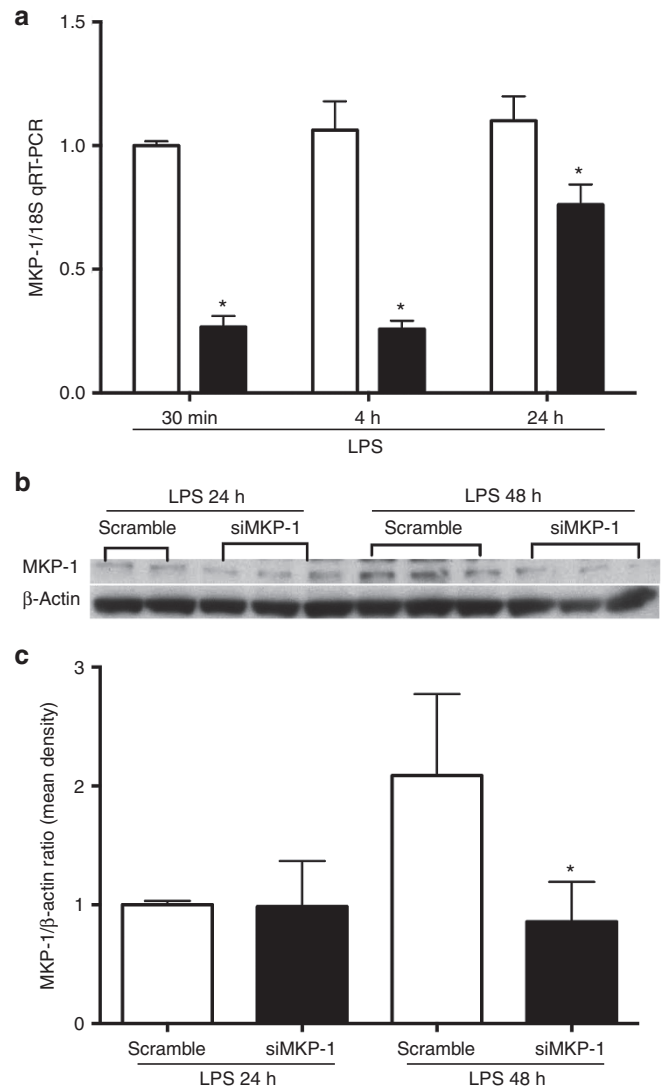 a
1.5
1.0
0.5
0.0
MKP-1/18S qRT-PCR
*
*
*
30 min 4 h 24 h
LPS
b
LPS 24 h LPS 48 h
Scramble siMKP-1 Scramble siMKP-1
MKP-1
β-Actin
c
3
2
1
0
MKP-1/β-actin ratio (mean density)
*
Scramble siMKP-1 Scramble siMKP-1
LPS 24 h LPS 48 h